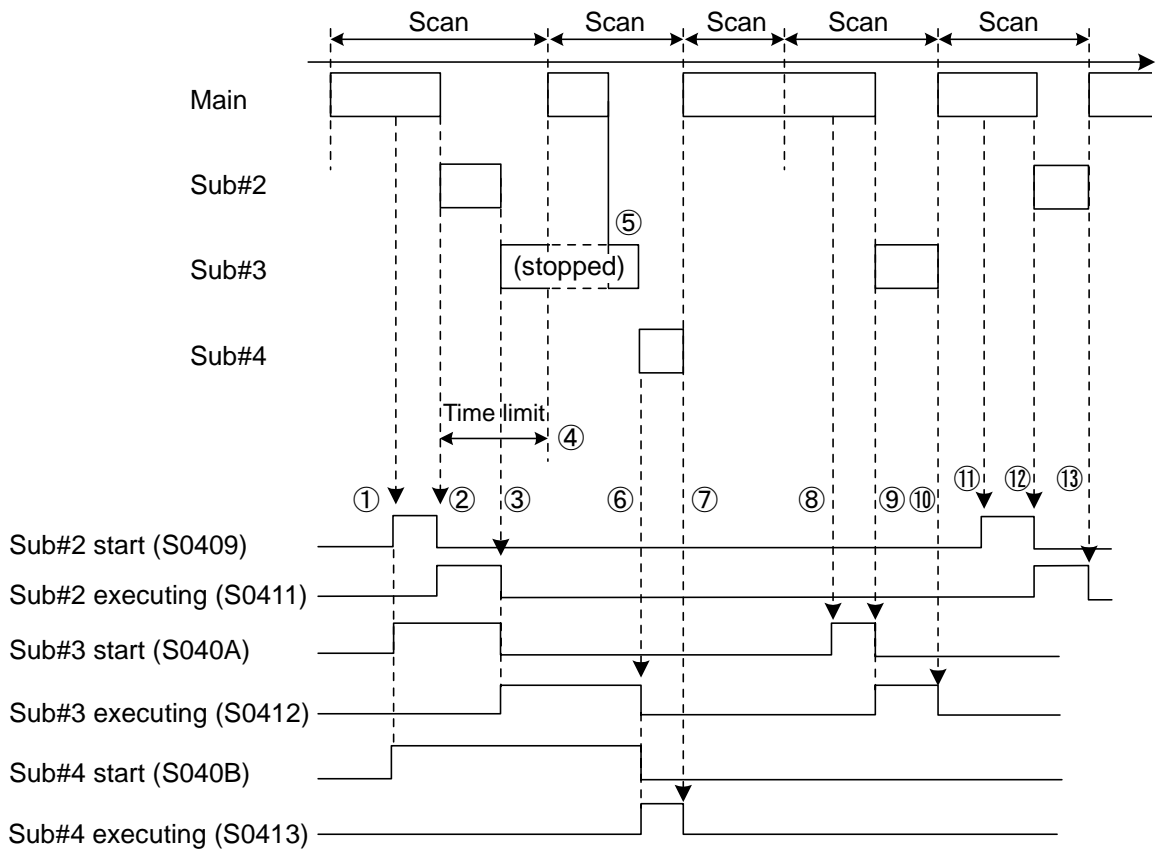 Scan Scan Scan Scan Scan
Main
Sub#2
⑤
Sub#3 (stopped)
Sub#4
Time limit ④
① ② ③ ⑥ ⑦ ⑧ ⑨ ⑩ ⑪ ⑫ ⑬
Sub#2 start (S0409)
Sub#2 executing (S0411)
Sub#3 start (S040A)
Sub#3 executing (S0412)
Sub#4 start (S040B)
Sub#4 executing (S0413)